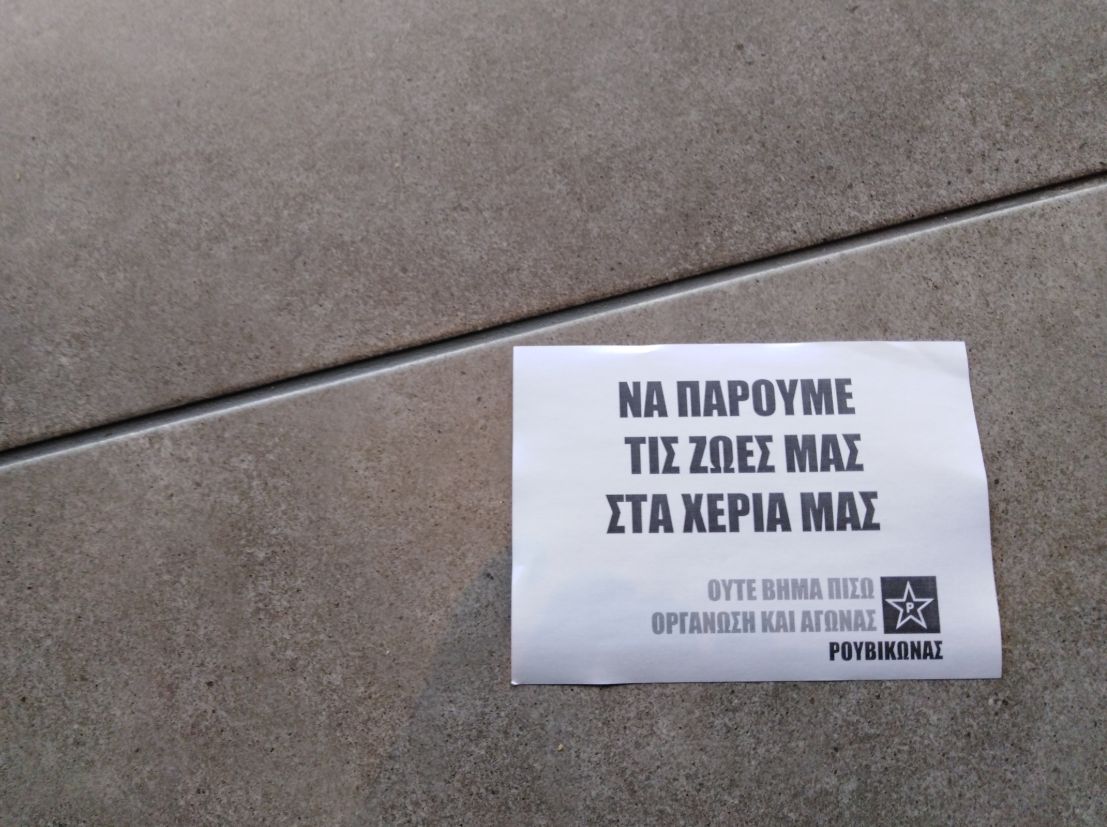 ΝΑ ΠΑΡΟΥΜΕ
ΤΙΣ ΖΩΕΣ ΜΑΣ
ΣΤΑ ΧΕΡΙΑ ΜΑΣ
ΟΥΤΕ ΒΗΜΑ ΠΙΣΩ
ΟΡΓΑΝΩΣΗ ΚΑΙ ΑΓΩΝΑΣ
Ρ
ΡΟΥΒΙΚΩΝΑΣ